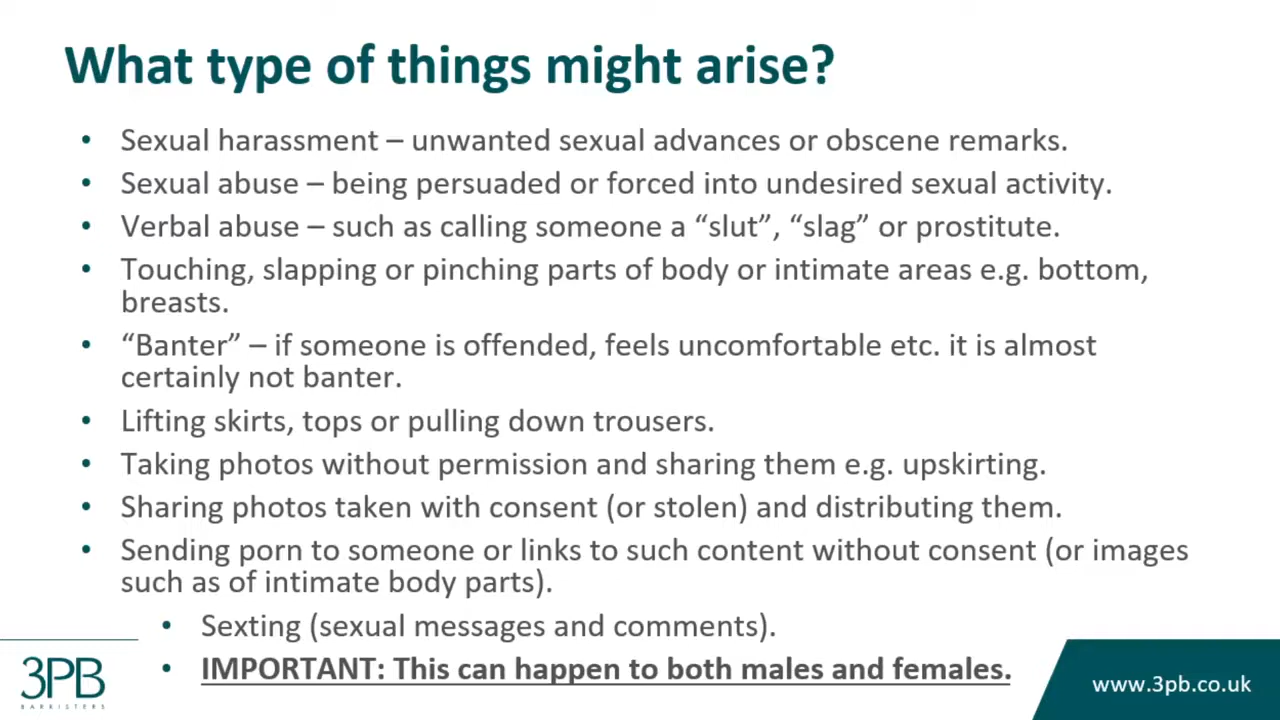 What type of things might arise?
• Sexual harassment – unwanted sexual advances or obscene remarks.
• Sexual abuse – being persuaded or forced into undesired sexual activity.
• Verbal abuse – such as calling someone a “slut”, “slag” or prostitute.
• Touching, slapping or pinching parts of body or intimate areas e.g. bottom,
breasts.
• “Banter” – if someone is offended, feels uncomfortable etc. it is almost
certainly not banter.
• Lifting skirts, tops or pulling down trousers.
• Taking photos without permission and sharing them e.g. upskirting.
• Sharing photos taken with consent (or stolen) and distributing them.
• Sending porn to someone or links to such content without consent (or images
such as of intimate body parts).
• Sexting (sexual messages and comments).
• IMPORTANT: This can happen to both males and females.
3PB
BARRISTERS
www.3pb.co.uk